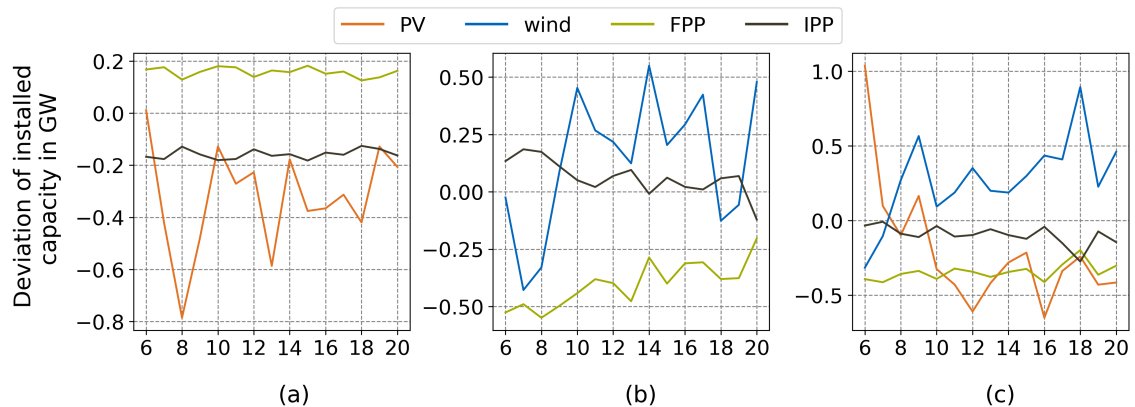 PV wind FPP IPP
Deviation of installed
capacity in GW
0.2
0.0
−0.2
−0.4
−0.6
−0.8
6 8 10 12 14 16 18 20
(a)
0.50
0.25
0.00
−0.25
−0.50
6 8 10 12 14 16 18 20
(b)
1.0
0.5
0.0
−0.5
6 8 10 12 14 16 18 20
(c)